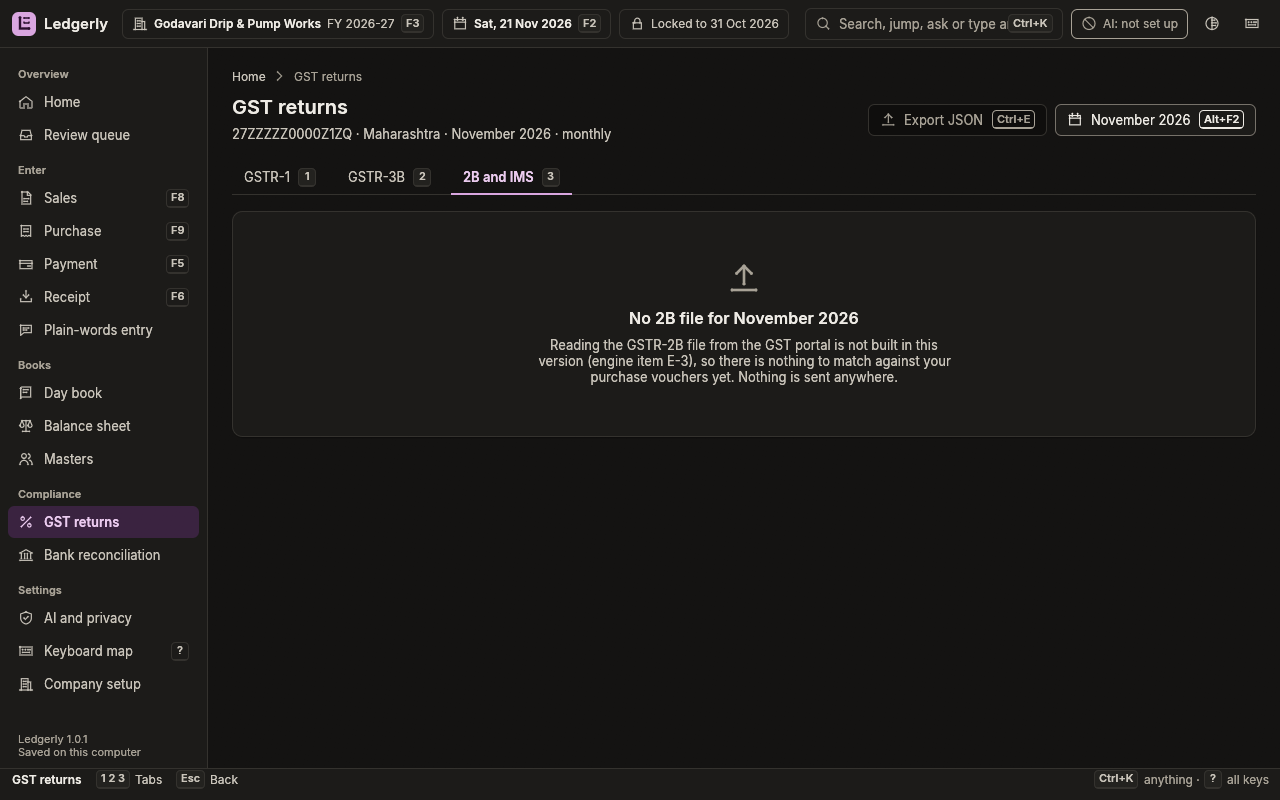 Ledgerly
Godavari Drip & Pump Works FY 2026-27 F3
Sat, 21 Nov 2026 F2
Locked to 31 Oct 2026
Search, jump, ask or type a Ctrl+K
AI: not set up
Overview
Home
Review queue
Enter
Sales F8
Purchase F9
Payment F5
Receipt F6
Plain-words entry
Books
Day book
Balance sheet
Masters
Compliance
GST returns
Bank reconciliation
Settings
AI and privacy
Keyboard map ?
Company setup
Ledgerly 1.0.1
Saved on this computer
Home > GST returns
GST returns
27ZZZZZ0000Z1ZQ · Maharashtra · November 2026 · monthly
Export JSON Ctrl+E
November 2026 Alt+F2
GSTR-1 1
GSTR-3B 2
2B and IMS 3
No 2B file for November 2026
Reading the GSTR-2B file from the GST portal is not built in this
version (engine item E-3), so there is nothing to match against your
purchase vouchers yet. Nothing is sent anywhere.
GST returns 1 2 3 Tabs Esc Back
Ctrl+K anything · ? all keys